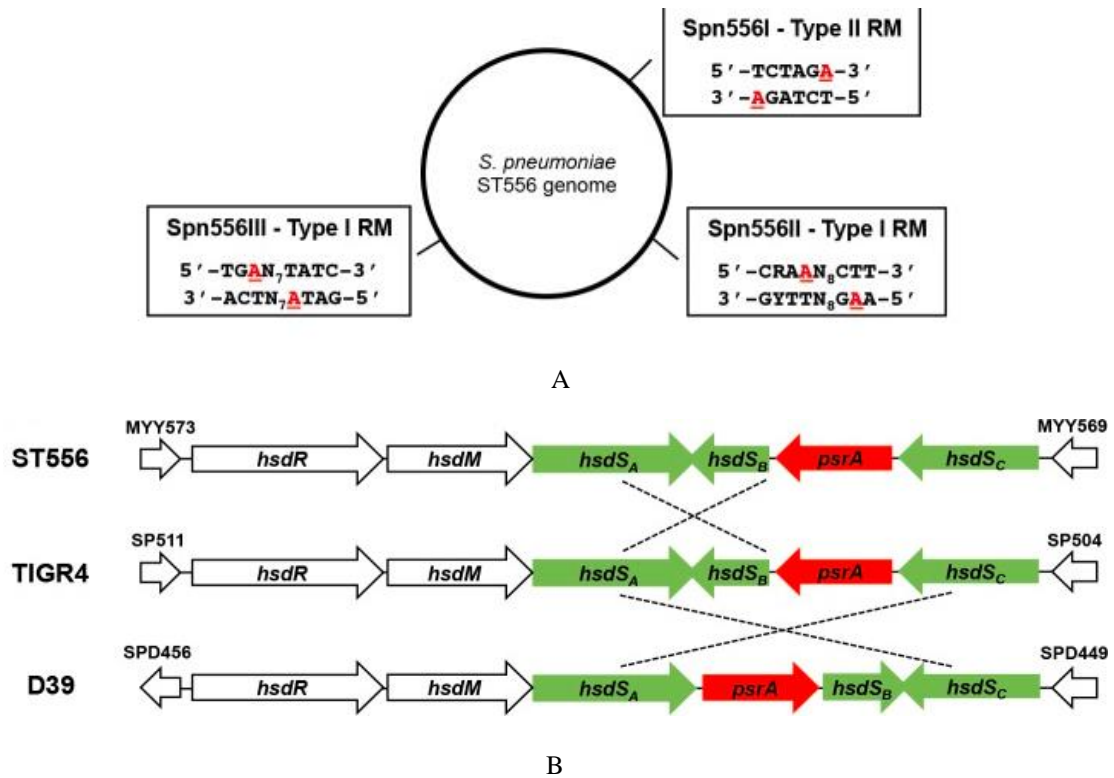 Spn556I - Type II RM
5′-TCTAGA-3′
3′-AGATCT-5′
S. pneumoniae
ST556 genome
Spn556III - Type I RM
5′-TGAN7TATC-3′
3′-ACTN7ATAG-5′
Spn556II - Type I RM
5′-CRAAN8CTT-3′
3′-GYTTN8GAA-5′
A
MYY573
MYY569
ST556
hsdR
hsdM
hsdSA
hsdSB
psrA
hsdSC
SP511
SP504
TIGR4
hsdR
hsdM
hsdSA
hsdSB
psrA
hsdSC
SPD456
SPD449
D39
hsdR
hsdM
hsdSA
psrA
hsdSB
hsdSC
B